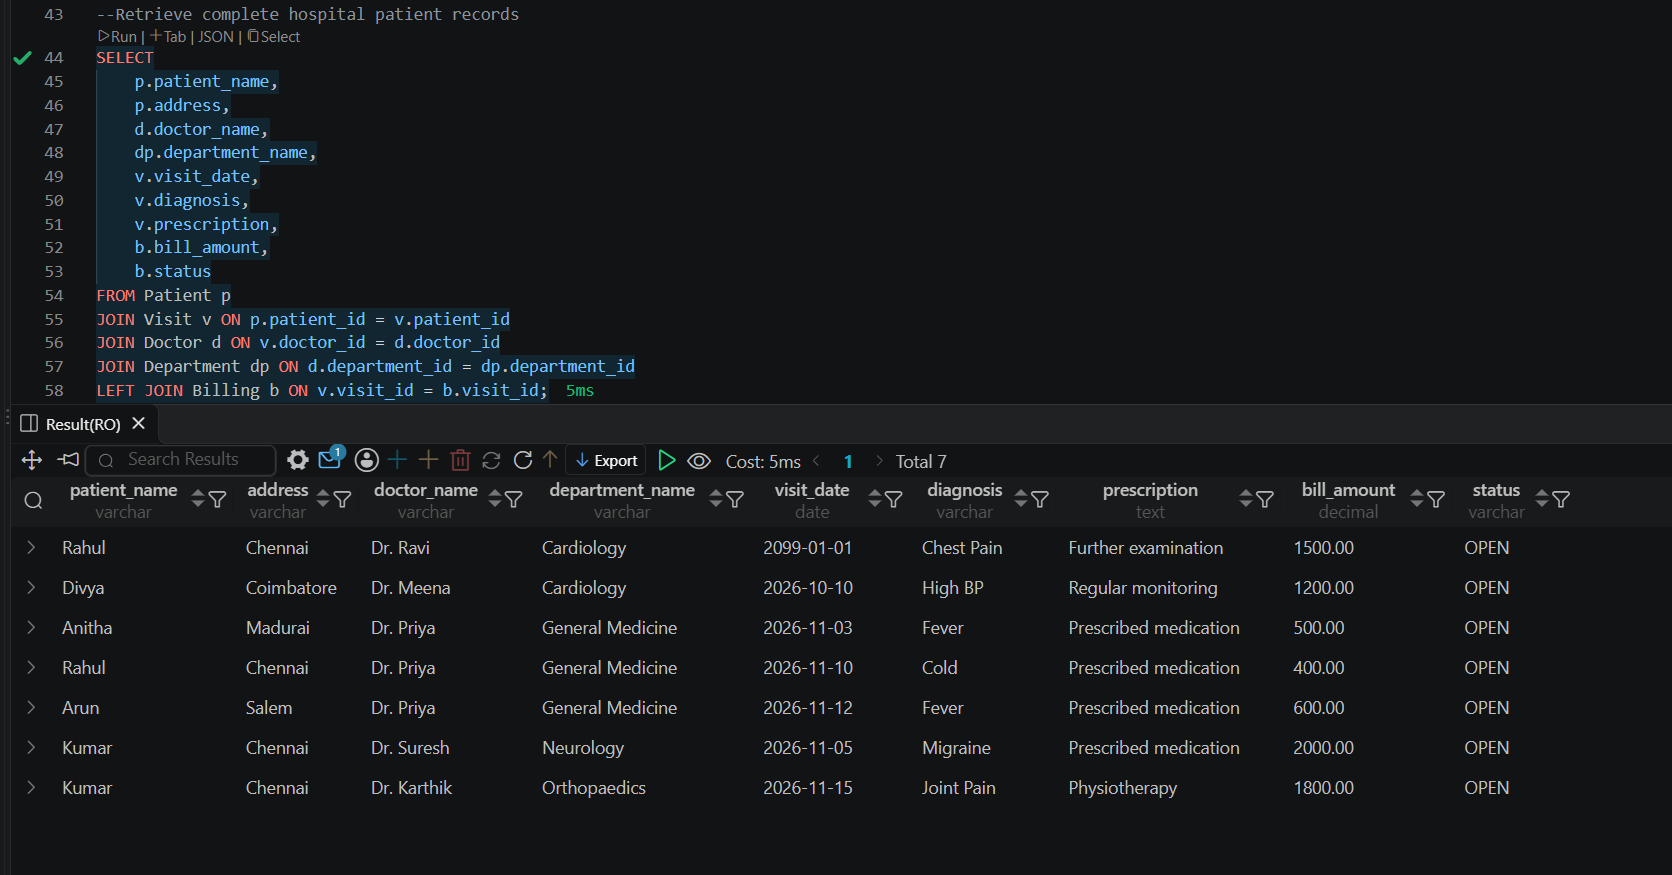 43 --Retrieve complete hospital patient records
Run | Tab | JSON | Select
44 SELECT
45 p.patient_name,
46 p.address,
47 d.doctor_name,
48 dp.department_name,
49 v.visit_date,
50 v.diagnosis,
51 v.prescription,
52 b.bill_amount,
53 b.status
54 FROM Patient p
55 JOIN Visit v ON p.patient_id = v.patient_id
56 JOIN Doctor d ON v.doctor_id = d.doctor_id
57 JOIN Department dp ON d.department_id = dp.department_id
58 LEFT JOIN Billing b ON v.visit_id = b.visit_id; 5ms
Result(RO)
Search Results 1 Export Cost: 5ms 1 Total 7
patient_name address doctor_name department_name visit_date diagnosis prescription bill_amount status
varchar varchar varchar varchar date varchar text decimal varchar
Rahul Chennai Dr. Ravi Cardiology 2099-01-01 Chest Pain Further examination 1500.00 OPEN
Divya Coimbatore Dr. Meena Cardiology 2026-10-10 High BP Regular monitoring 1200.00 OPEN
Anitha Madurai Dr. Priya General Medicine 2026-11-03 Fever Prescribed medication 500.00 OPEN
Rahul Chennai Dr. Priya General Medicine 2026-11-10 Cold Prescribed medication 400.00 OPEN
Arun Salem Dr. Priya General Medicine 2026-11-12 Fever Prescribed medication 600.00 OPEN
Kumar Chennai Dr. Suresh Neurology 2026-11-05 Migraine Prescribed medication 2000.00 OPEN
Kumar Chennai Dr. Karthik Orthopaedics 2026-11-15 Joint Pain Physiotherapy 1800.00 OPEN